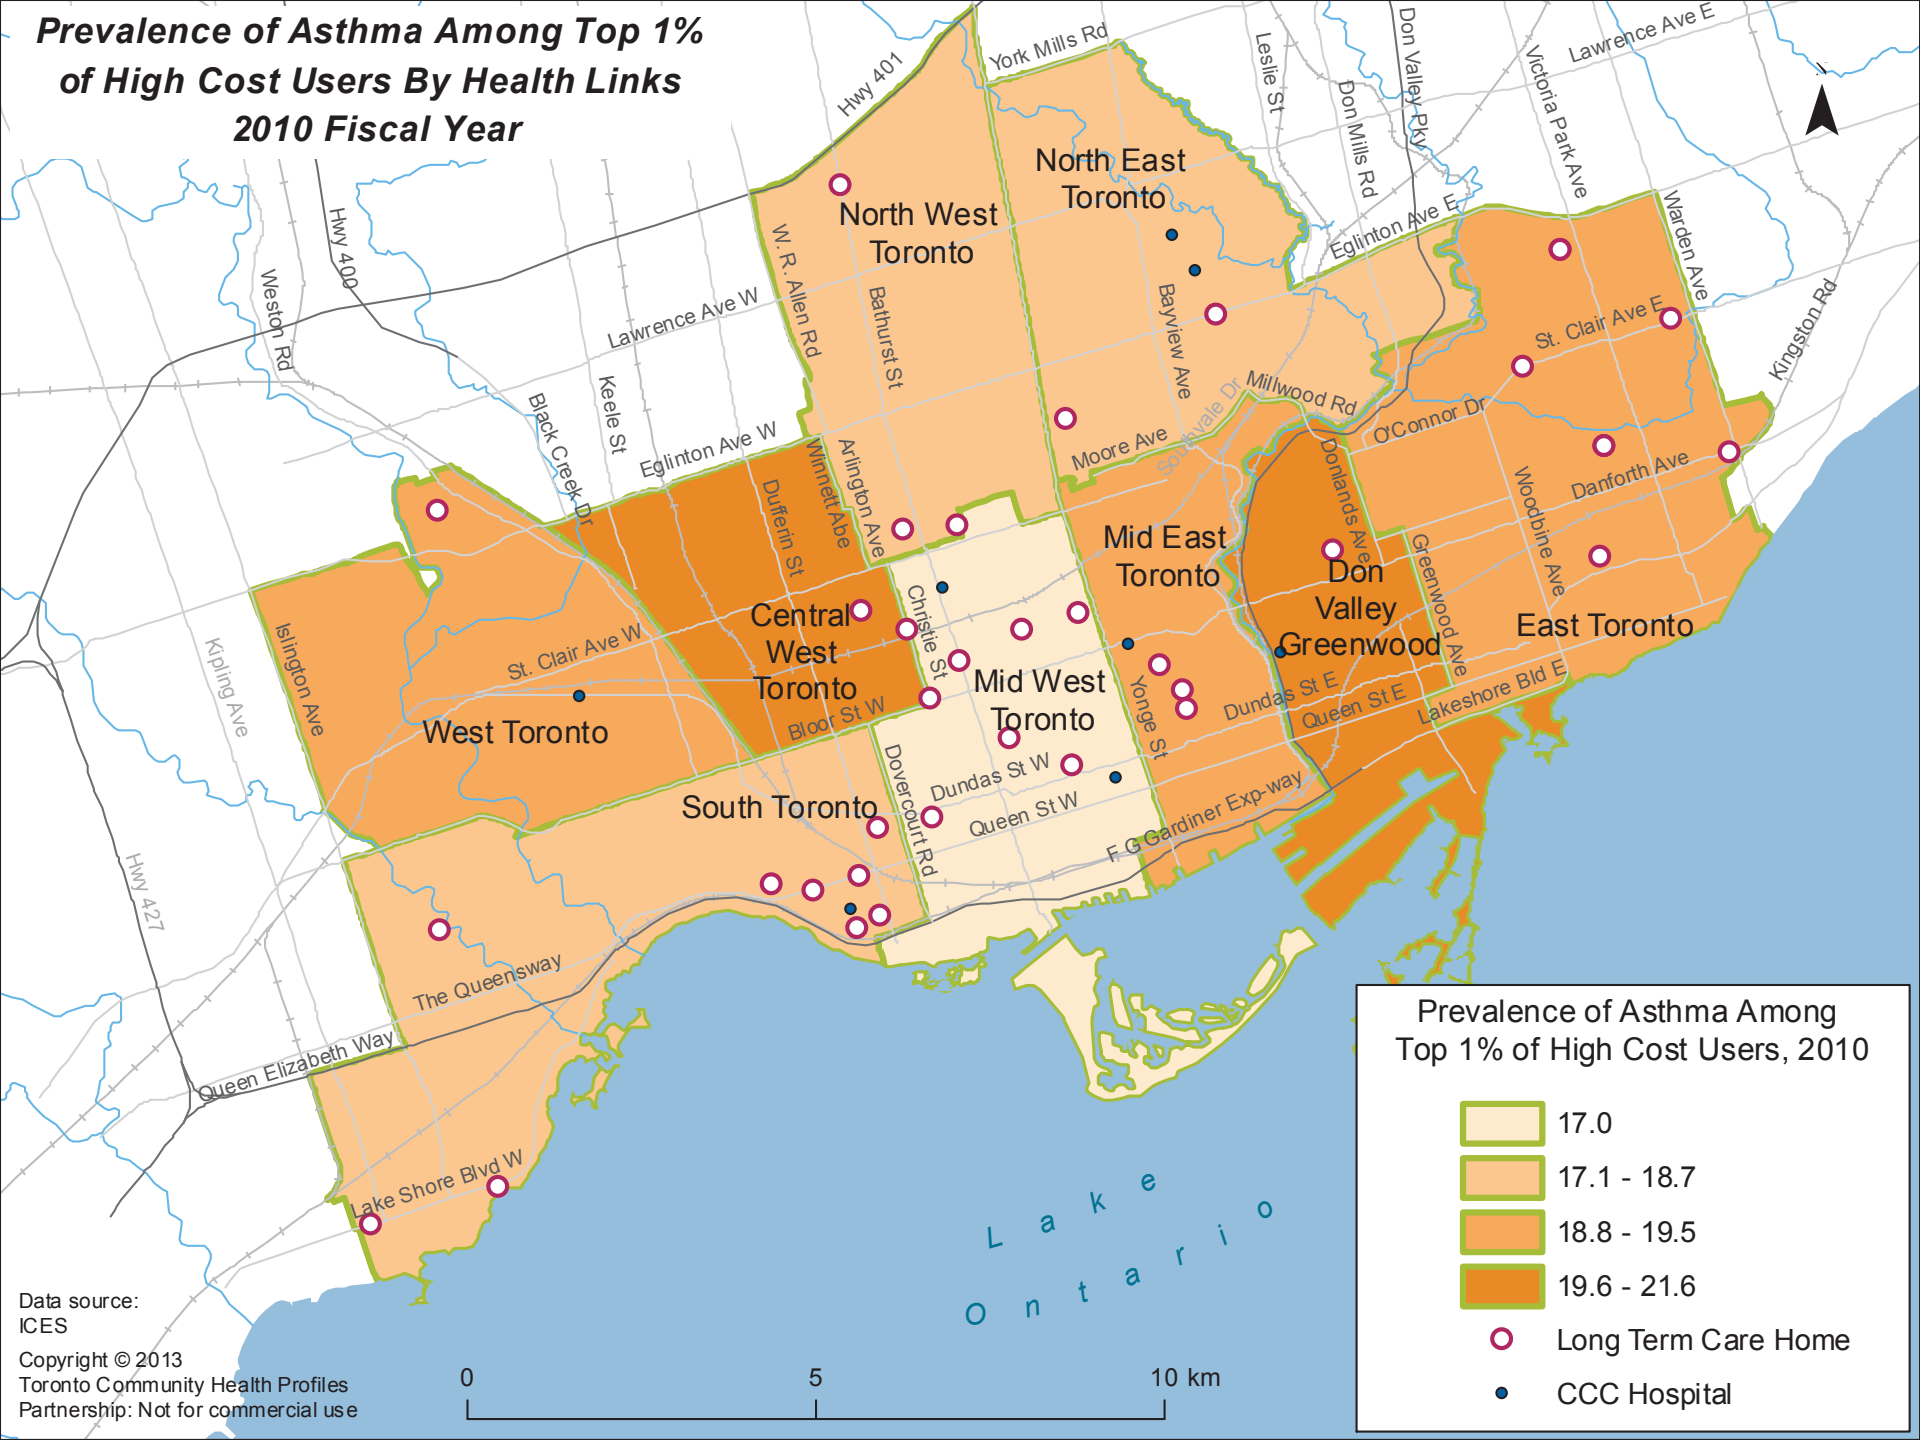 Prevalence of Asthma Among Top 1%
of High Cost Users By Health Links
2010 Fiscal Year
Hwy 401
York Mills Rd
Leslie St
Don Mills Rd
Don Valley Pky
Victoria Park Ave
Lawrence Ave E
North East
Toronto
North West
Toronto
Hwy 400
Weston Rd
W. R. Allen Rd
Bathurst St
Bayview Ave
Eglinton Ave E
Warden Ave
Kingston Rd
Lawrence Ave W
St. Clair Ave E
Black Creek Dr
Keele St
Eglinton Ave W
Winnett Abe
Arlington Ave
Moore Ave
Southvale Dr
Millwood Rd
O'Connor Dr
Donlands Ave
Danforth Ave
Woodbine Ave
Dufferin St
Mid East
Toronto
Don
Valley
Greenwood
Greenwood Ave
East Toronto
Central
West
Toronto
Christie St
Islington Ave
Kipling Ave
St. Clair Ave W
West Toronto
Bloor St W
Mid West
Toronto
Yonge St
Dundas St E
Queen St E
Lakeshore Bld E
Dovercourt Rd
Dundas St W
Queen St W
F G Gardiner Exp-way
South Toronto
Hwy 427
The Queensway
Queen Elizabeth Way
Lake Shore Blvd W
Lake
Ontario
Prevalence of Asthma Among
Top 1% of High Cost Users, 2010
17.0
17.1 - 18.7
18.8 - 19.5
19.6 - 21.6
Long Term Care Home
CCC Hospital
Data source:
ICES
Copyright © 2013
Toronto Community Health Profiles
Partnership: Not for commercial use
0 5 10 km